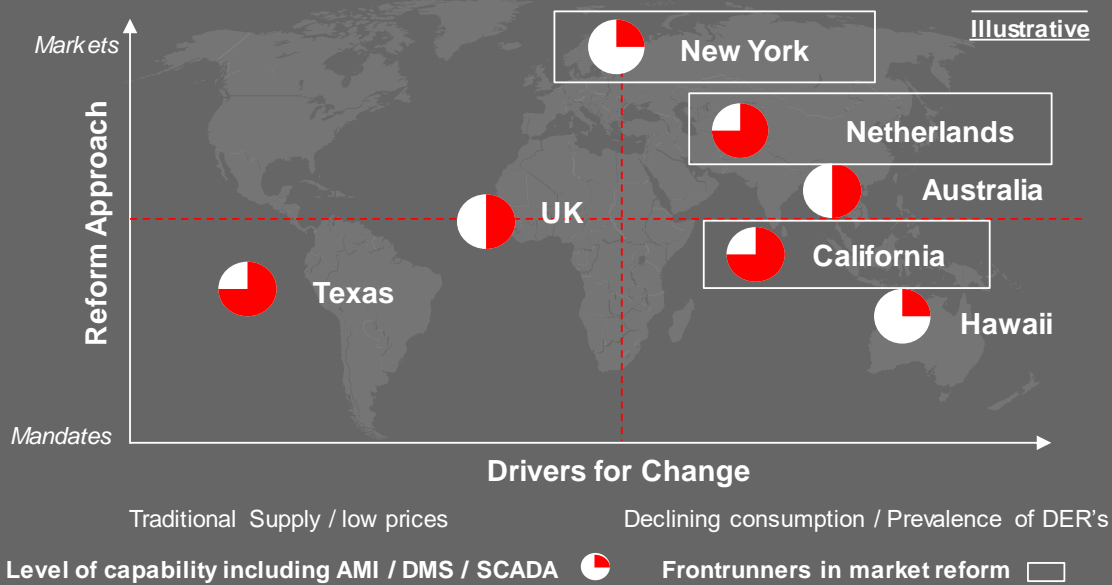 Illustrative
Markets
New York
Netherlands
Australia
UK
California
Texas
Hawaii
Reform Approach
Mandates
Drivers for Change
Traditional Supply / low prices
Declining consumption / Prevalence of DER's
Level of capability including AMI / DMS / SCADA
Frontrunners in market reform